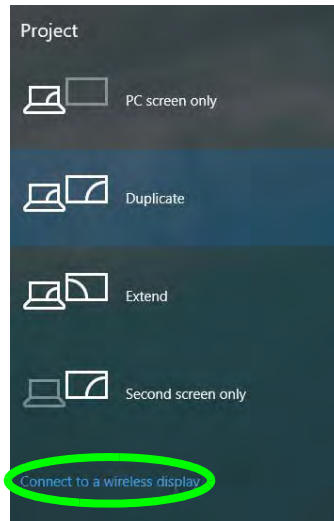 Project
PC screen only
Duplicate
Extend
Second screen only
Connect to a wireless display